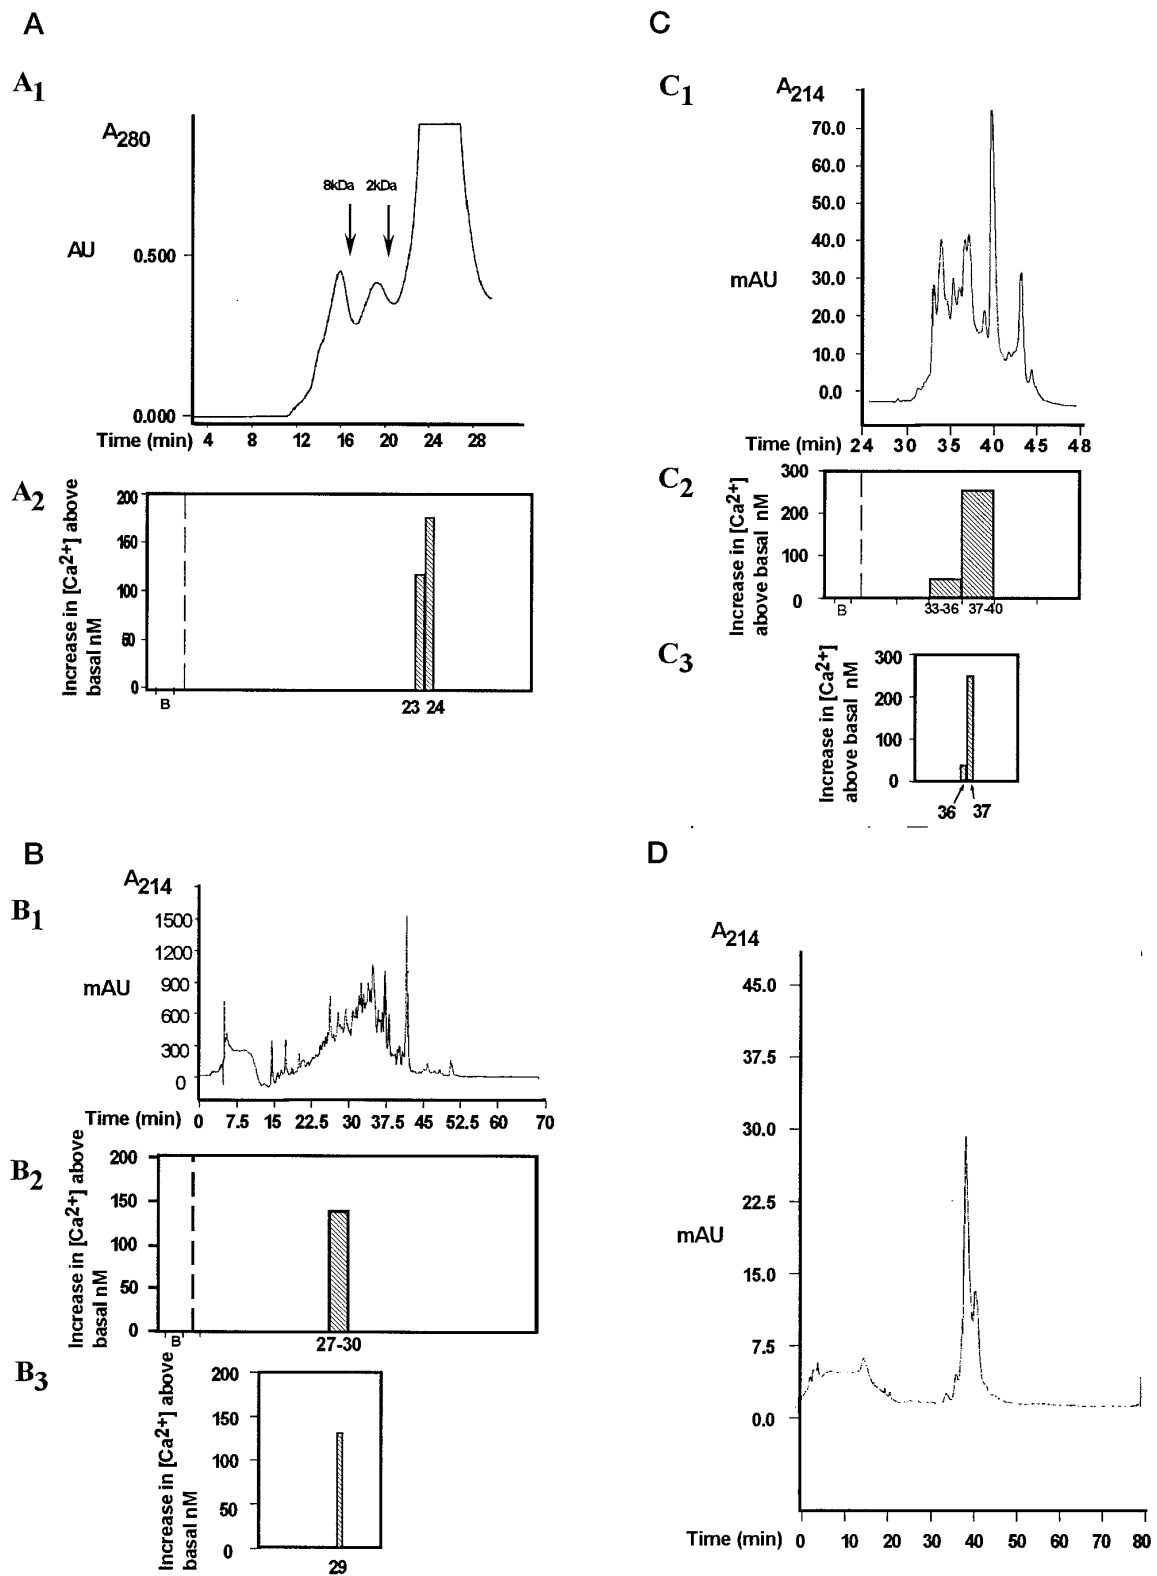 A
A1
A280
8kDa 2kDa
AU
0.500
0.000
Time (min) 4 8 12 16 20 24 28
A2
Increase in [Ca2+] above
basal nM
200
150
100
50
0
B
23 24
B
B1
A214
mAU
1500
1200
900
600
300
0
Time (min) 0 7.5 15 22.5 30 37.5 45 52.5 60 70
B2
Increase in [Ca2+] above
basal nM
200
150
100
50
0
B
27-30
B3
Increase in [Ca2+] above
basal nM
200
150
100
50
0
29
C
C1
A214
mAU
70.0
60.0
50.0
40.0
30.0
20.0
10.0
0.0
Time (min) 24 30 35 40 45 48
C2
Increase in [Ca2+]
above basal nM
300
200
100
0
B
33-36 37-40
C3
Increase in [Ca2+]
above basal nM
300
200
100
0
36 37
D
A214
mAU
45.0
37.5
30.0
22.5
15.0
7.5
0.0
Time (min) 0 10 20 30 40 50 60 70 80